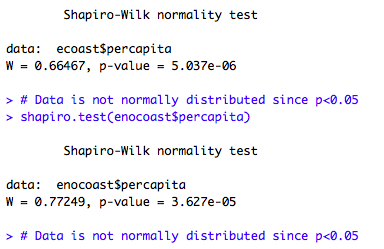 Shapiro-Wilk normality test
data:  ecoast$percapita
W = 0.66467, p-value = 5.037e-06
> # Data is not normally distributed since p<0.05
> shapiro.test(enocoast$percapita)
Shapiro-Wilk normality test
data:  enocoast$percapita
W = 0.77249, p-value = 3.627e-05
> # Data is not normally distributed since p<0.05